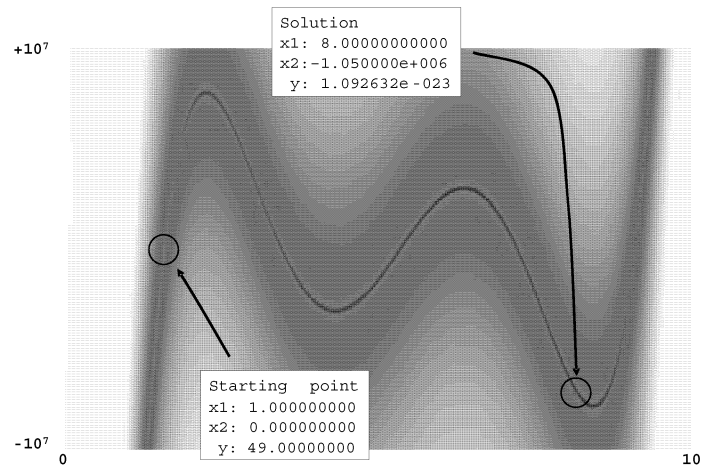 Solution
x1: 8.00000000000
x2:-1.050000e+006
y: 1.092632e-023
+10⁷
Starting point
x1: 1.000000000
x2: 0.000000000
y: 49.00000000
-10⁷
0
10